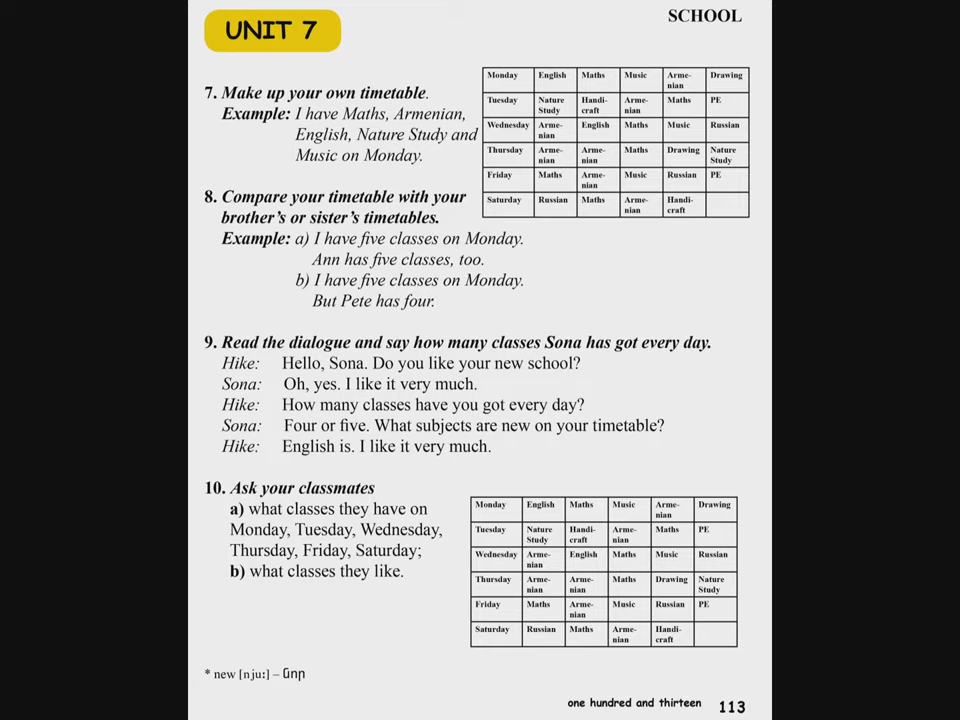 UNIT 7
SCHOOL
7. Make up your own timetable.
Example: I have Maths, Armenian,
English, Nature Study and
Music on Monday.
Monday English Maths Music Arme-nian Drawing
Tuesday Nature Study Handi-craft Arme-nian Maths PE
Wednesday Arme-nian English Maths Music Russian
Thursday Arme-nian Arme-nian Maths Drawing Nature Study
Friday Maths Arme-nian Music Russian PE
Saturday Russian Maths Arme-nian Handi-craft
8. Compare your timetable with your
brother's or sister's timetables.
Example: a) I have five classes on Monday.
Ann has five classes, too.
b) I have five classes on Monday.
But Pete has four.
9. Read the dialogue and say how many classes Sona has got every day.
Hike: Hello, Sona. Do you like your new school?
Sona: Oh, yes. I like it very much.
Hike: How many classes have you got every day?
Sona: Four or five. What subjects are new on your timetable?
Hike: English is. I like it very much.
10. Ask your classmates
a) what classes they have on
Monday, Tuesday, Wednesday,
Thursday, Friday, Saturday;
b) what classes they like.
Monday English Maths Music Arme-nian Drawing
Tuesday Nature Study Handi-craft Arme-nian Maths PE
Wednesday Arme-nian English Maths Music Russian
Thursday Arme-nian Arme-nian Maths Drawing Nature Study
Friday Maths Arme-nian Music Russian PE
Saturday Russian Maths Arme-nian Handi-craft
* new [nju:] – նոր
one hundred and thirteen 113